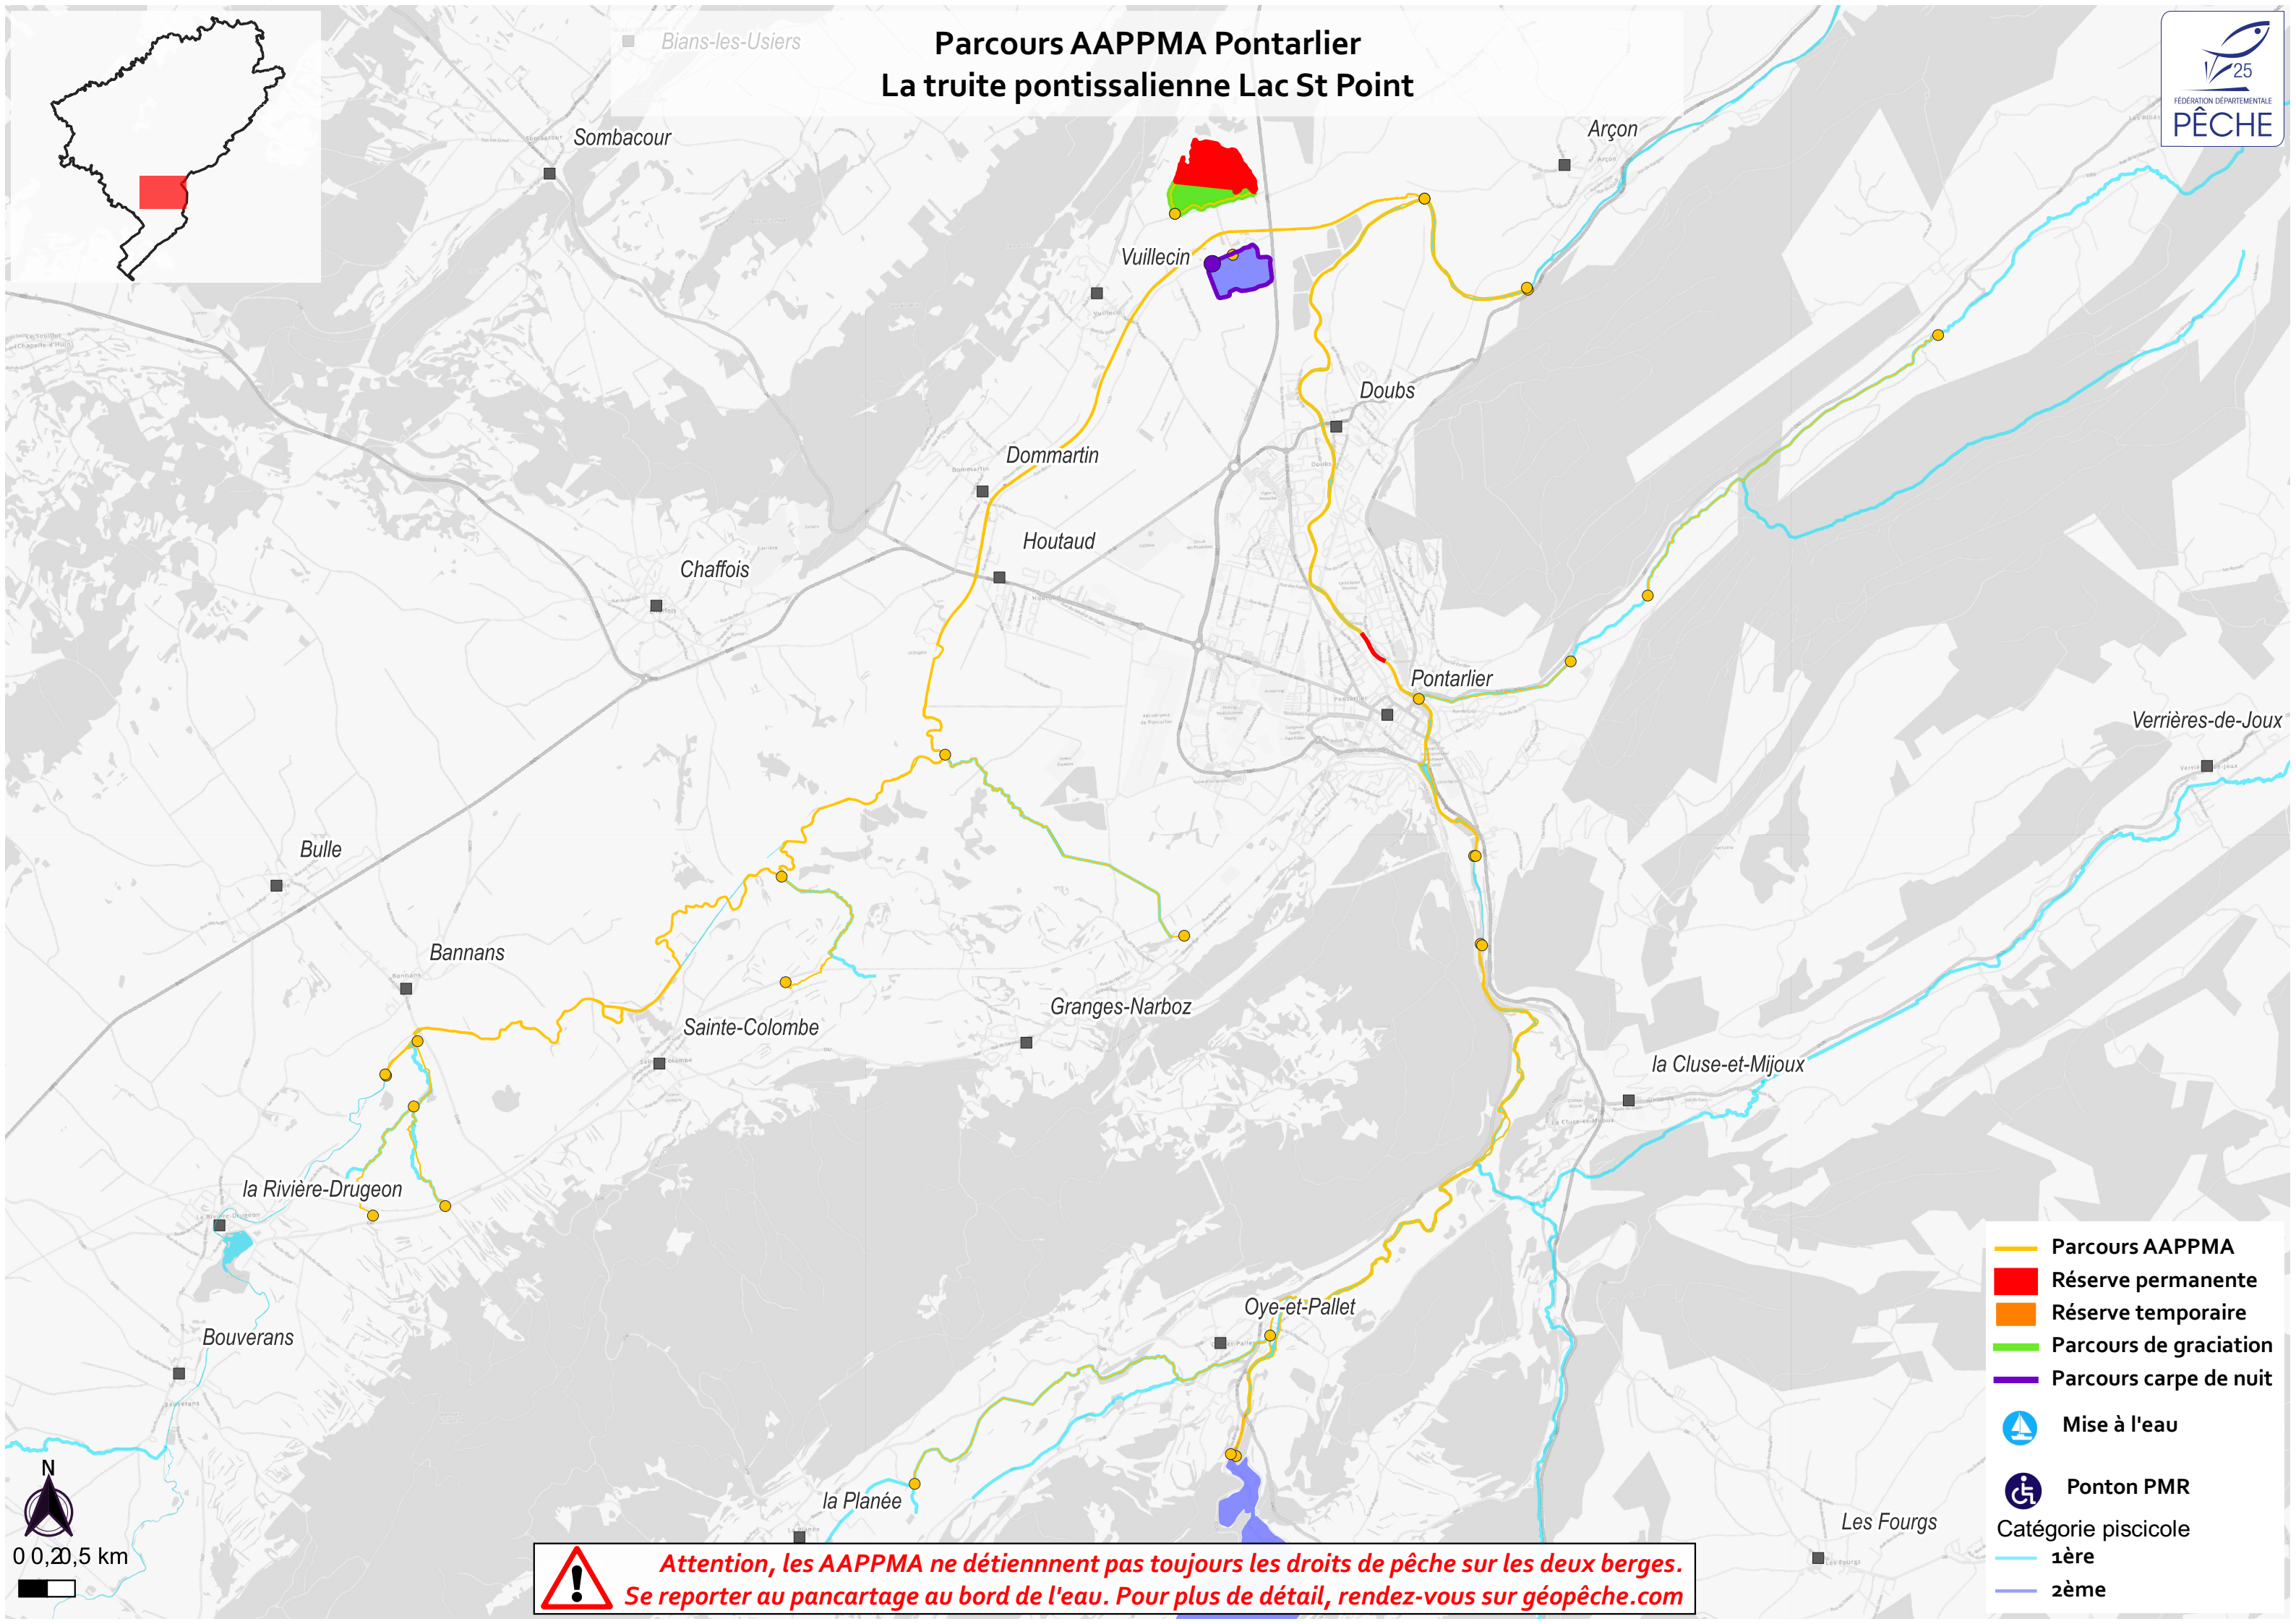 Parcours AAPPMA Pontarlier
La truite pontissalienne Lac St Point
25
FÉDÉRATION DÉPARTEMENTALE
PÊCHE
Bians-les-Usiers
Sombacour
Arçon
Vuillecin
Doubs
Dommartin
Houtaud
Chaffois
Pontarlier
Verrières-de-Joux
Bulle
Bannans
Granges-Narboz
Sainte-Colombe
la Cluse-et-Mijoux
la Rivière-Drugeon
Oye-et-Pallet
Bouverans
la Planée
Les Fourgs
Parcours AAPPMA
Réserve permanente
Réserve temporaire
Parcours de graciation
Parcours carpe de nuit
Mise à l'eau
Ponton PMR
Catégorie piscicole
1ère
2ème
N
0 0,20,5 km
Attention, les AAPPMA ne détiennnent pas toujours les droits de pêche sur les deux berges.
Se reporter au pancartage au bord de l'eau. Pour plus de détail, rendez-vous sur géopêche.com